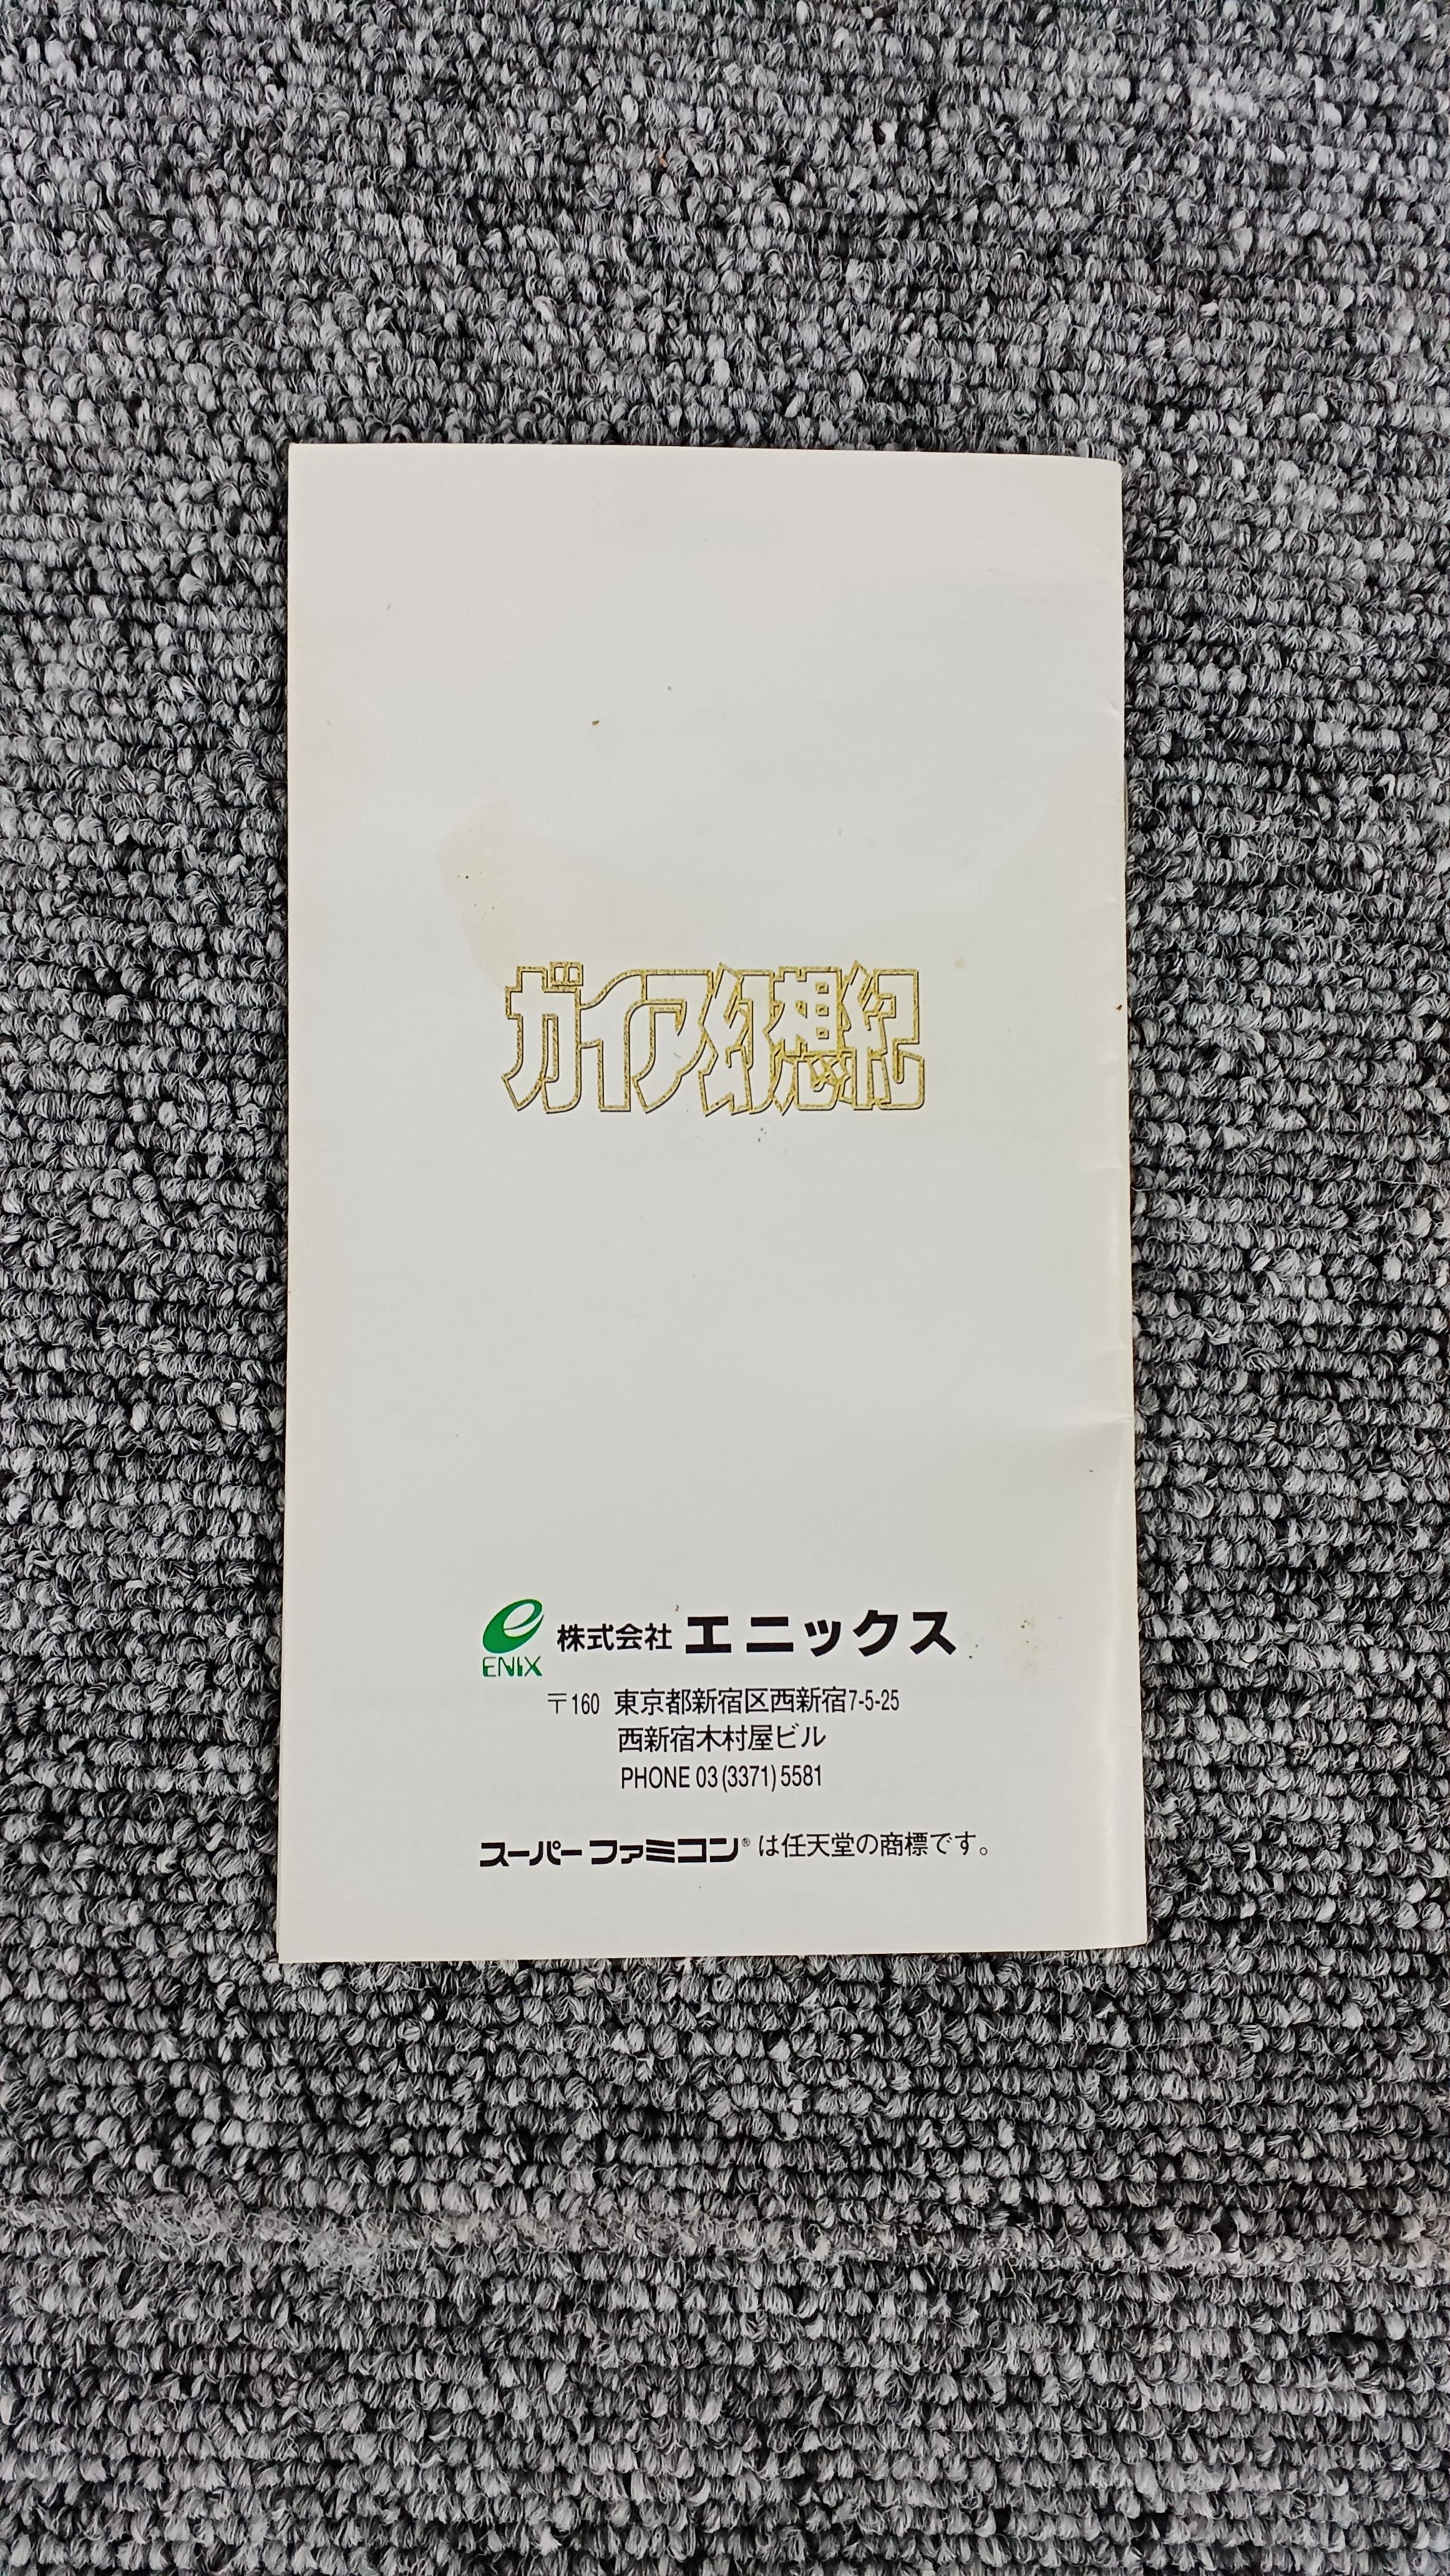 ガイア幻想紀
ENIX 株式会社 エニックス
〒160 東京都新宿区西新宿7-5-25
西新宿木村屋ビル
PHONE 03(3371)5581
スーパーファミコン® は任天堂の商標です。